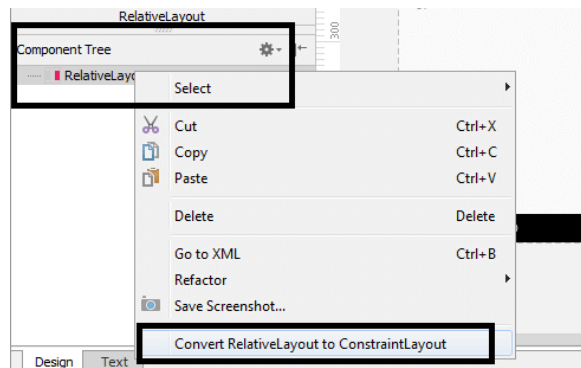 RelativeLayout
Component Tree
300
RelativeLayo
Select
Cut Ctrl+X
Copy Ctrl+C
Paste Ctrl+V
Delete Delete
Go to XML Ctrl+B
Refactor
Save Screenshot...
Convert RelativeLayout to ConstraintLayout
Design Text